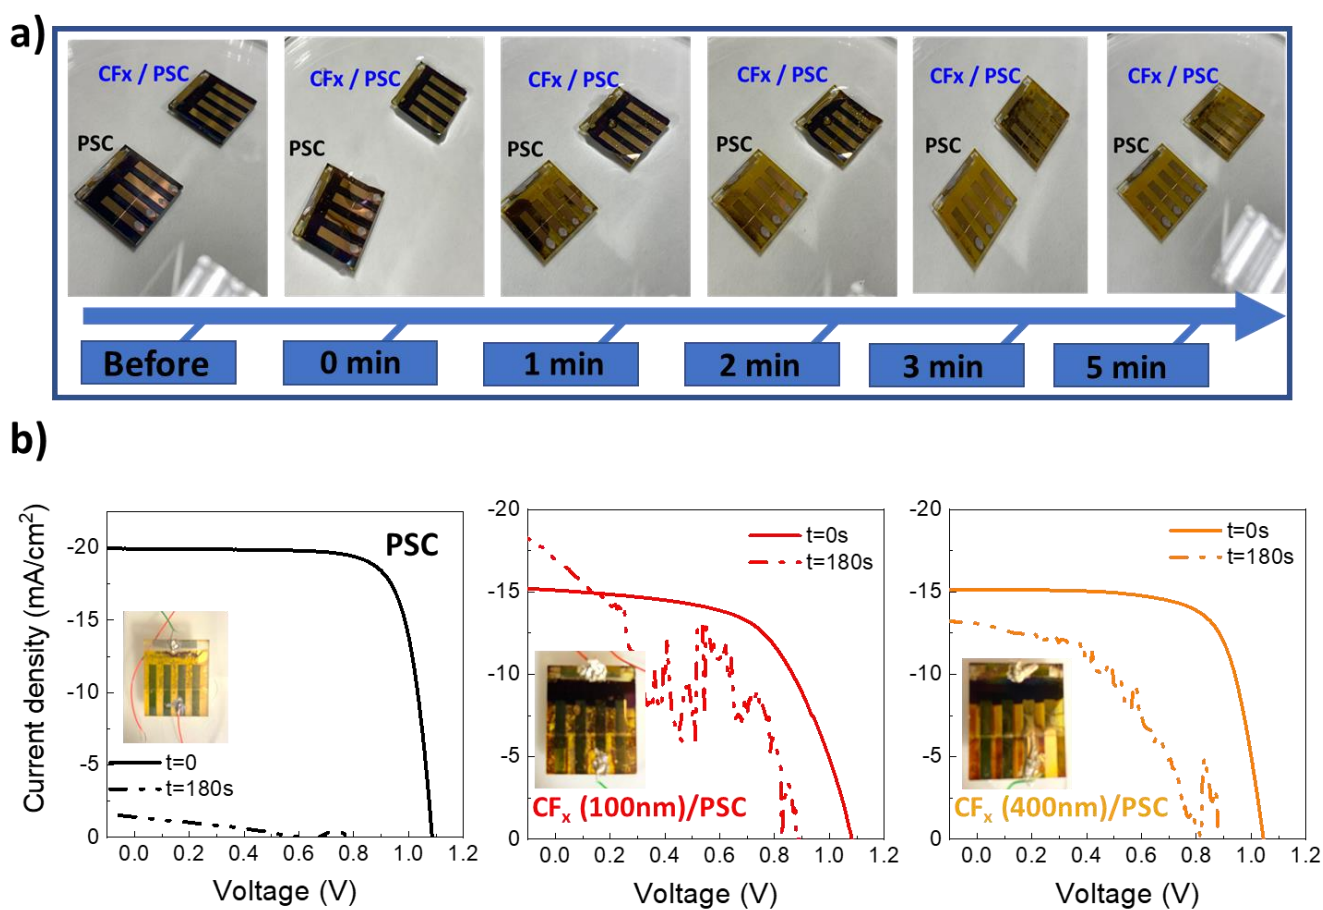 a)
CFx / PSC
PSC
CFx / PSC
PSC
CFx / PSC
PSC
CFx / PSC
PSC
CFx / PSC
PSC
CFx / PSC
PSC
Before
0 min
1 min
2 min
3 min
5 min
b)
Current density (mA/cm²)
-20
-15
-10
-5
0
PSC
t=0
t=180s
0.0 0.2 0.4 0.6 0.8 1.0 1.2
Voltage (V)
-20
-15
-10
-5
0
t=0s
t=180s
CFₓ (100nm)/PSC
0.0 0.2 0.4 0.6 0.8 1.0 1.2
Voltage (V)
-20
-15
-10
-5
0
t=0s
t=180s
CFₓ (400nm)/PSC
0.0 0.2 0.4 0.6 0.8 1.0 1.2
Voltage (V)